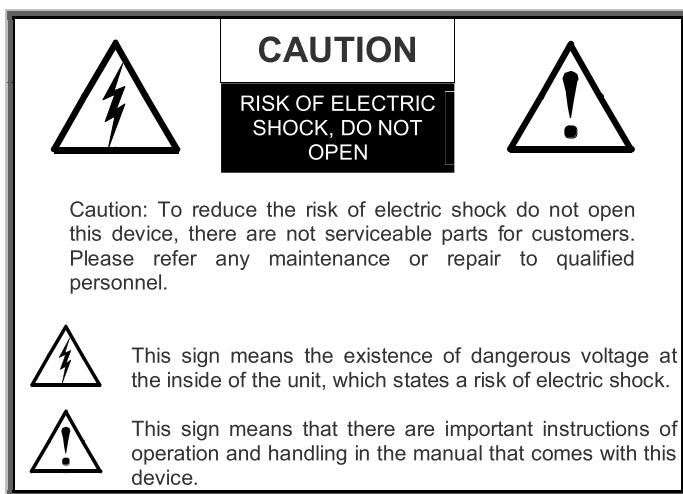 CAUTION
RISK OF ELECTRIC
SHOCK, DO NOT
OPEN
Caution: To reduce the risk of electric shock do not open
this device, there are not serviceable parts for customers.
Please refer any maintenance or repair to qualified
personnel.
This sign means the existence of dangerous voltage at
the inside of the unit, which states a risk of electric shock.
This sign means that there are important instructions of
operation and handling in the manual that comes with this
device.